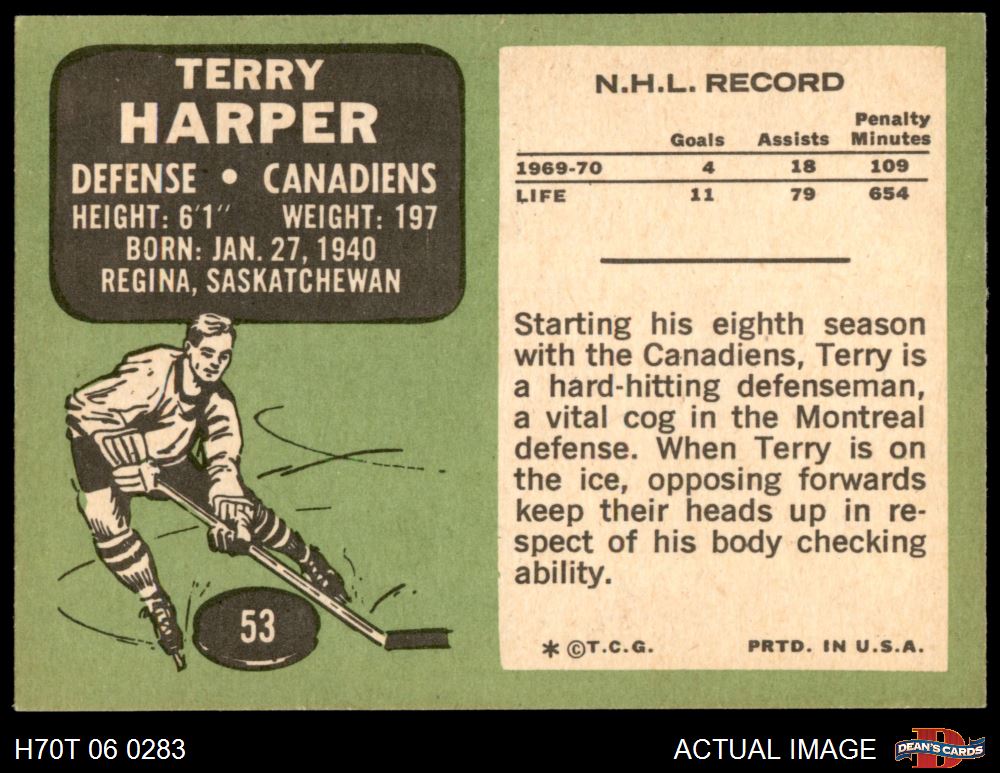 TERRY
HARPER
DEFENSE • CANADIENS
HEIGHT: 6'1" WEIGHT: 197
BORN: JAN. 27, 1940
REGINA, SASKATCHEWAN
53
N.H.L. RECORD
Goals Assists Penalty Minutes
1969-70 4 18 109
LIFE 11 79 654
Starting his eighth season
with the Canadiens, Terry is
a hard-hitting defenseman,
a vital cog in the Montreal
defense. When Terry is on
the ice, opposing forwards
keep their heads up in re-
spect of his body checking
ability.
* © T.C.G. PRTD. IN U.S.A.
H70T 06 0283
ACTUAL IMAGE
D
DEAN'S CARDS